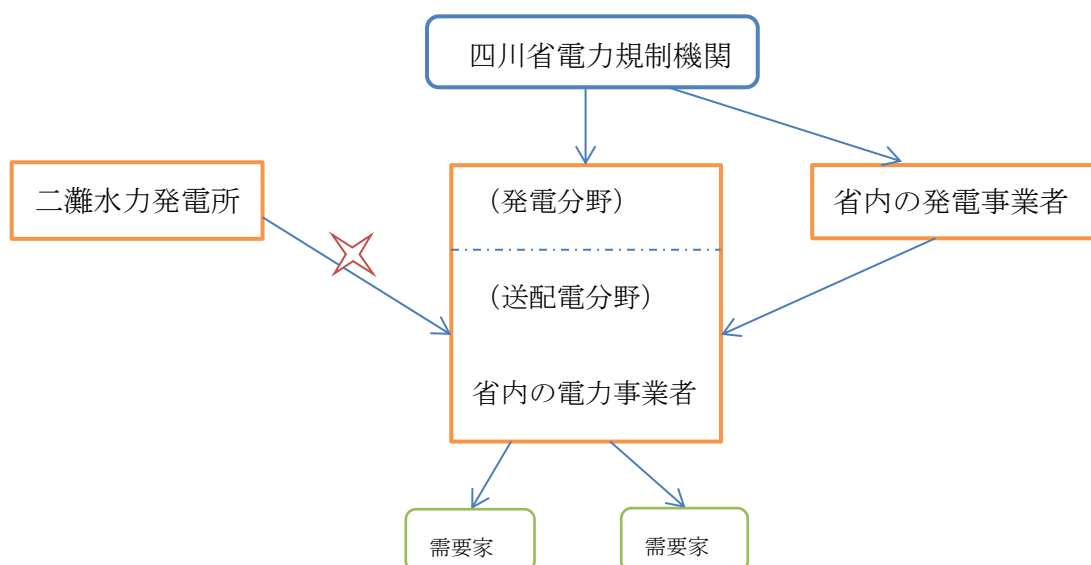 四川省電力規制機関
二灘水力発電所
(発電分野)
省内の発電事業者
(送配電分野)
省内の電力事業者
需要家
需要家